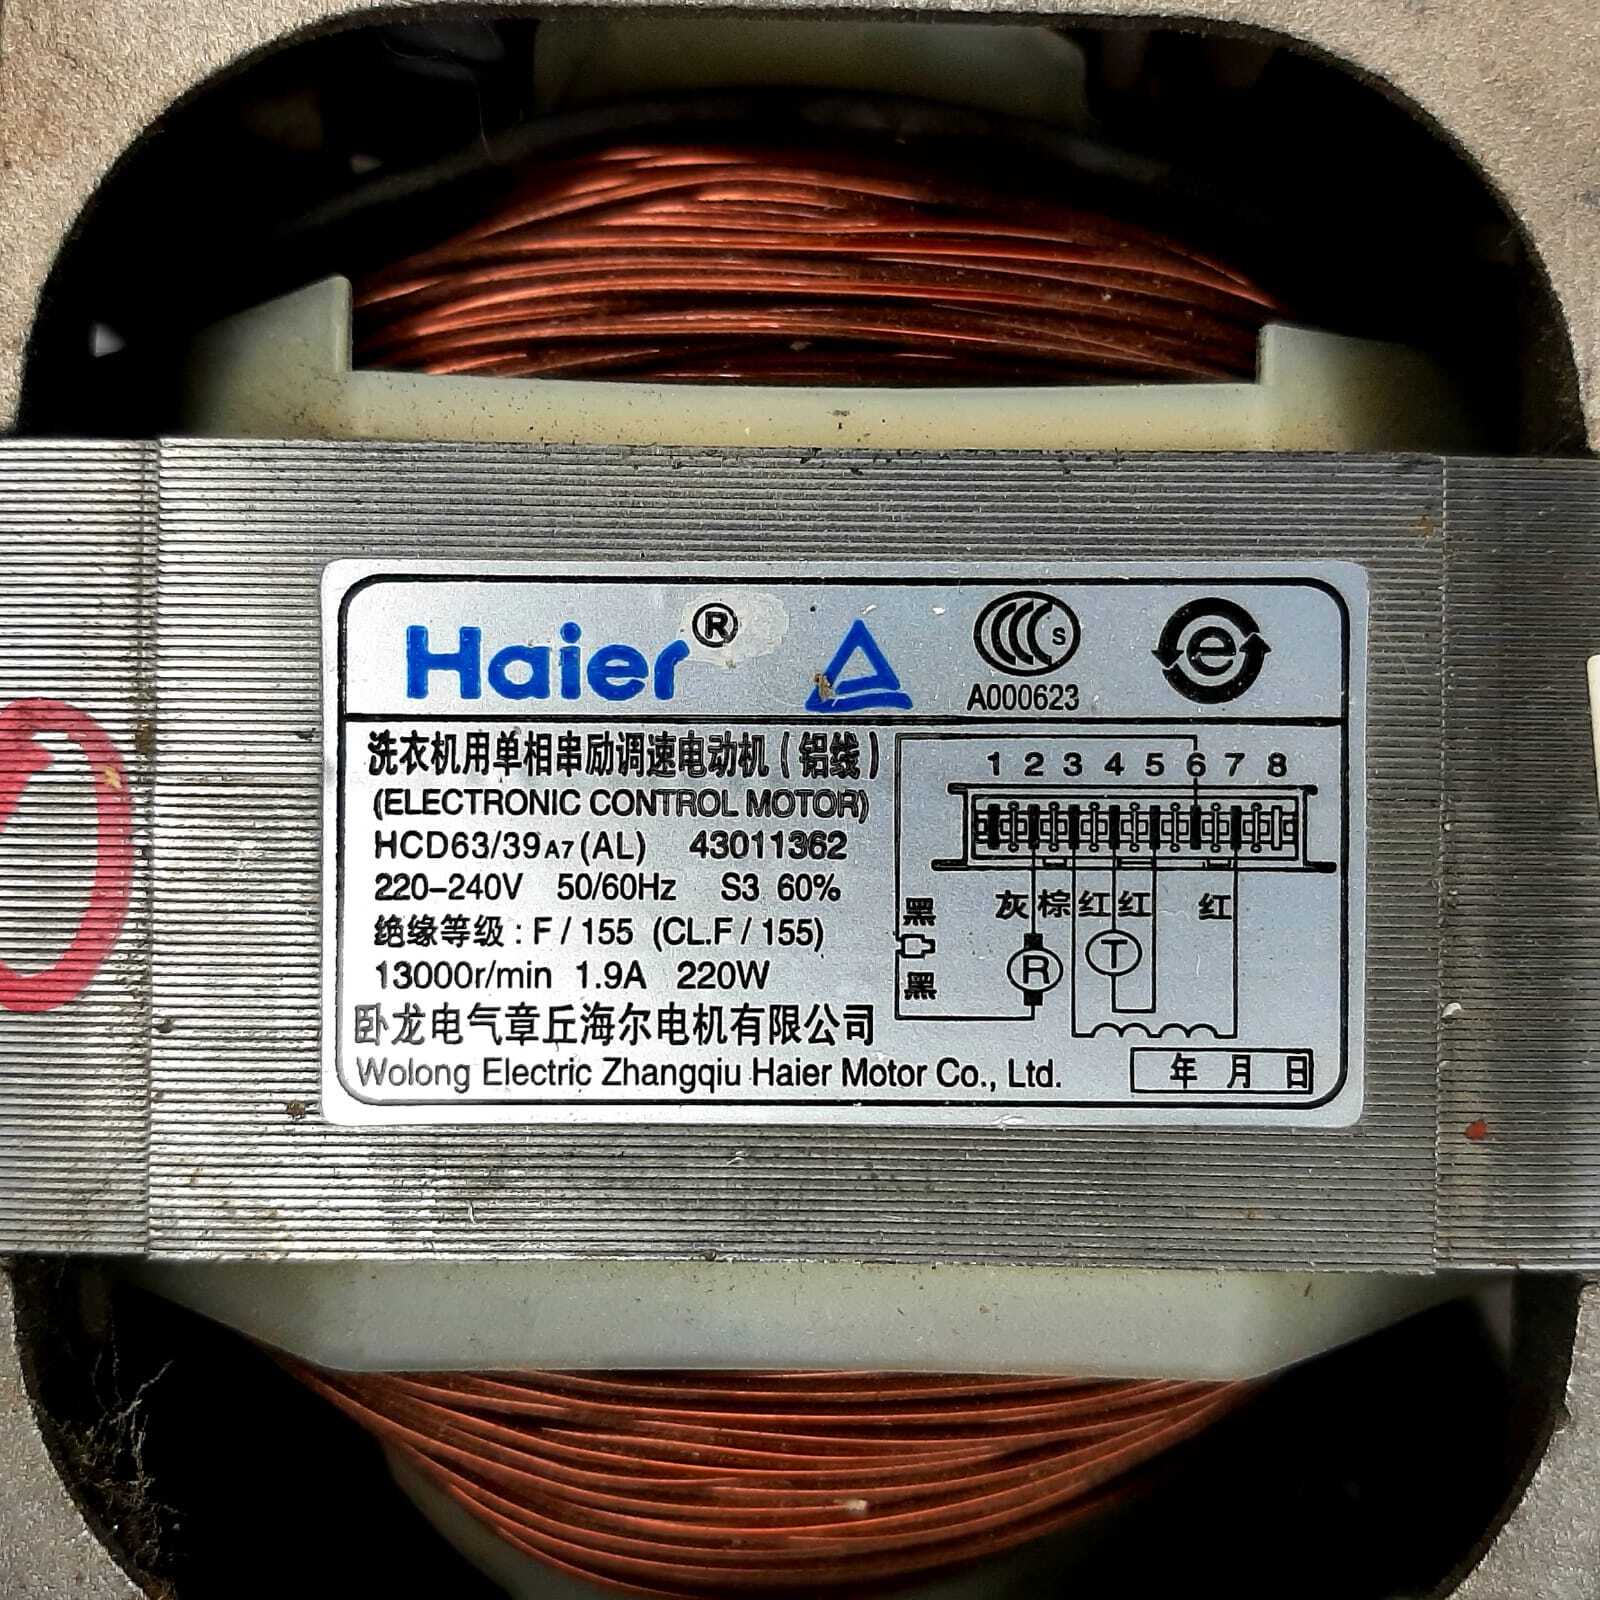 Haier®
CCC S
A000623
e
洗衣机用单相串励调速电动机(铝线)
(ELECTRONIC CONTROL MOTOR)
HCD63/39A7(AL) 43011362
220-240V 50/60Hz S3 60%
绝缘等级:F/155 (CL.F/155)
13000r/min 1.9A 220W
卧龙电气章丘海尔电机有限公司
Wolong Electric Zhangqiu Haier Motor Co., Ltd.
1 2 3 4 5 6 7 8
灰 棕 红 红 红
黑
黑
R
T
年 月 日